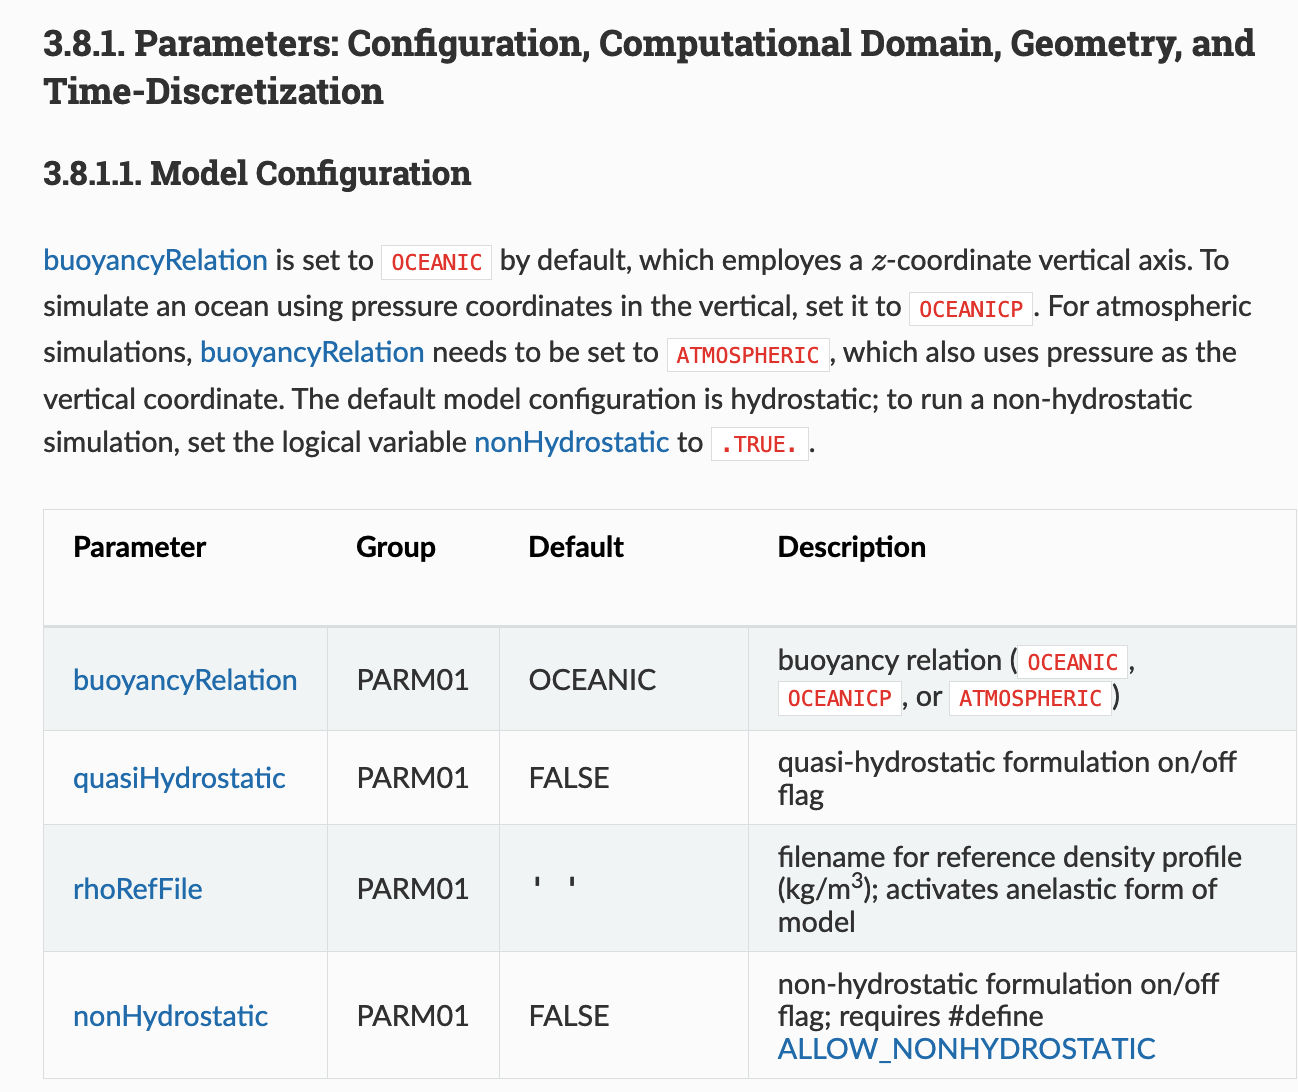 3.8.1. Parameters: Configuration, Computational Domain, Geometry, and
Time-Discretization
3.8.1.1. Model Configuration
buoyancyRelation is set to OCEANIC by default, which employes a z-coordinate vertical axis. To
simulate an ocean using pressure coordinates in the vertical, set it to OCEANICP. For atmospheric
simulations, buoyancyRelation needs to be set to ATMOSPHERIC, which also uses pressure as the
vertical coordinate. The default model configuration is hydrostatic; to run a non-hydrostatic
simulation, set the logical variable nonHydrostatic to .TRUE..
Parameter Group Default Description
buoyancyRelation PARM01 OCEANIC buoyancy relation (OCEANIC,
OCEANICP, or ATMOSPHERIC)
quasiHydrostatic PARM01 FALSE quasi-hydrostatic formulation on/off
flag
rhoRefFile PARM01 ' ' filename for reference density profile
(kg/m³); activates anelastic form of
model
nonHydrostatic PARM01 FALSE non-hydrostatic formulation on/off
flag; requires #define
ALLOW_NONHYDROSTATIC